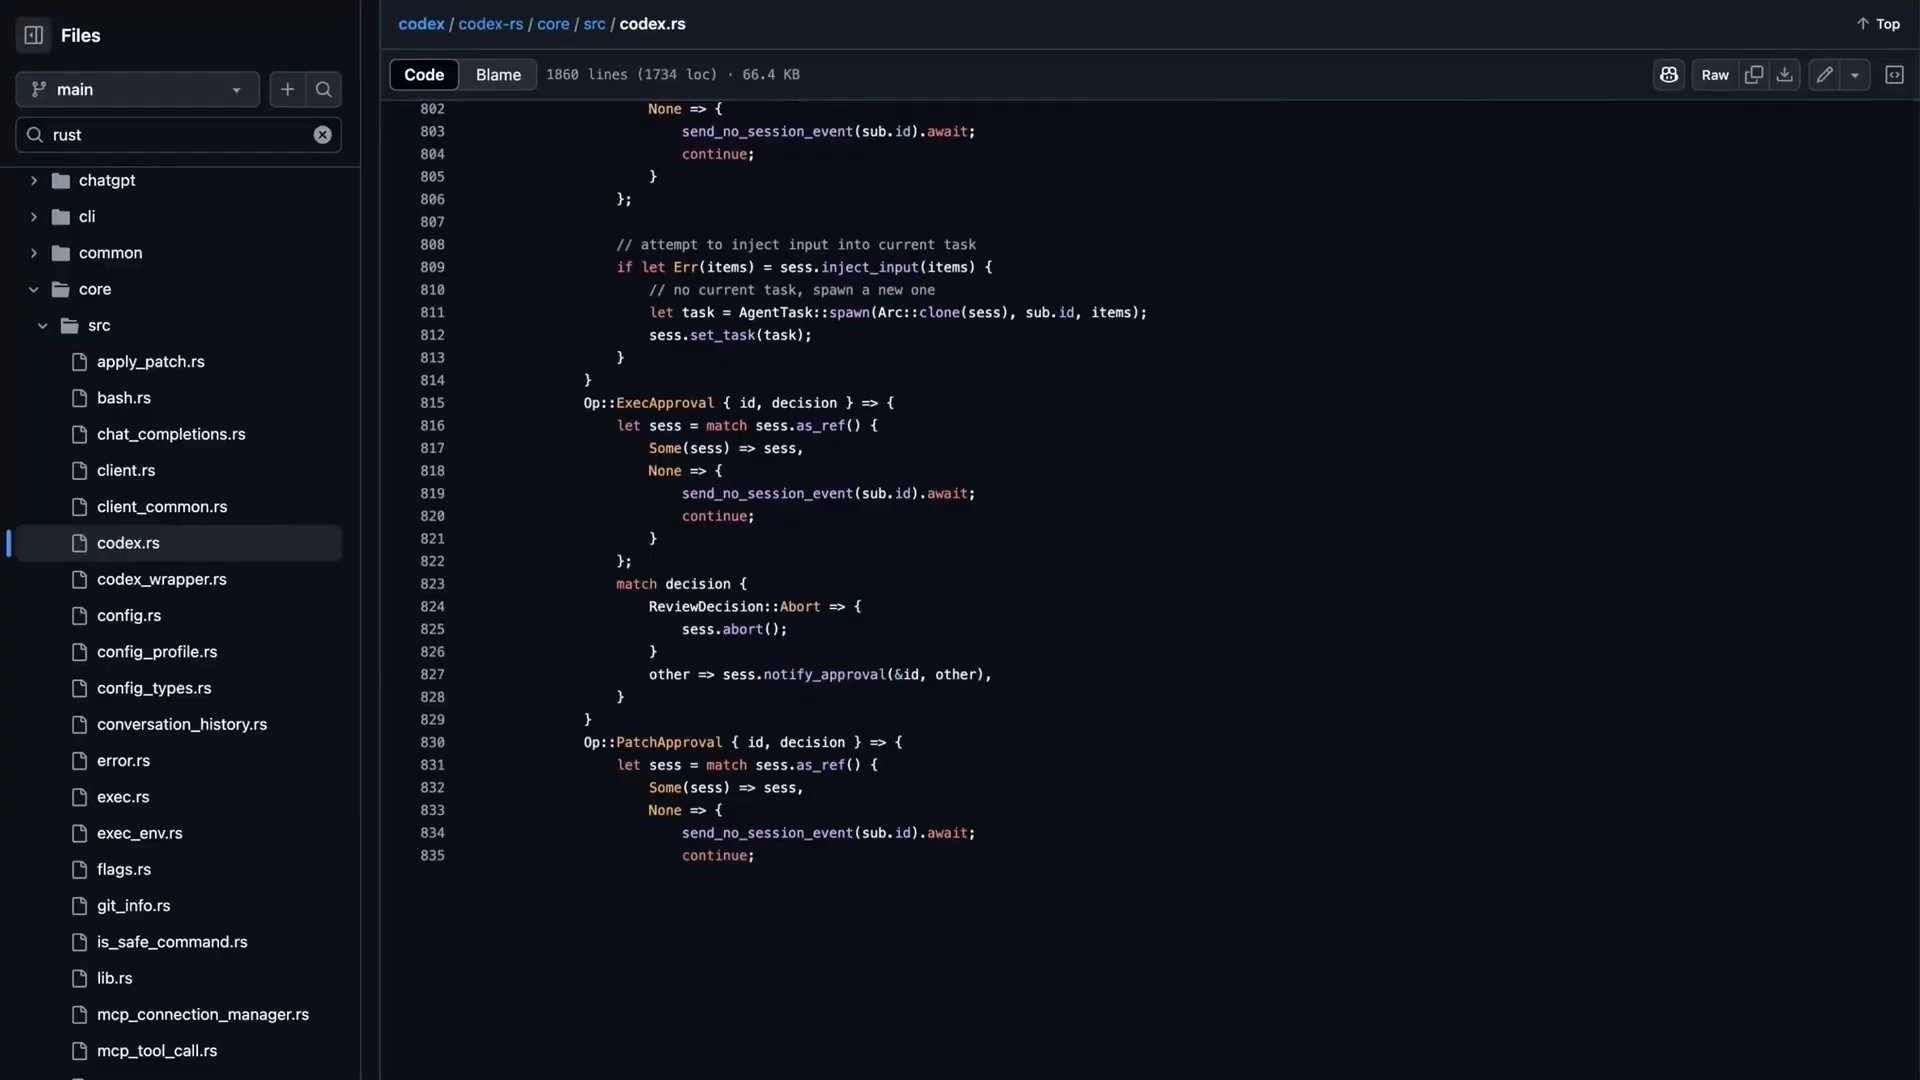 Files
main
rust
chatgpt
cli
common
core
src
apply_patch.rs
bash.rs
chat_completions.rs
client.rs
client_common.rs
codex.rs
codex_wrapper.rs
config.rs
config_profile.rs
config_types.rs
conversation_history.rs
error.rs
exec.rs
exec_env.rs
flags.rs
git_info.rs
is_safe_command.rs
lib.rs
mcp_connection_manager.rs
mcp_tool_call.rs
codex / codex-rs / core / src / codex.rs
↑ Top
Code Blame 1860 lines (1734 loc) · 66.4 KB Raw
802 None => {
803 send_no_session_event(sub.id).await;
804 continue;
805 }
806 };
807
808 // attempt to inject input into current task
809 if let Err(items) = sess.inject_input(items) {
810 // no current task, spawn a new one
811 let task = AgentTask::spawn(Arc::clone(sess), sub.id, items);
812 sess.set_task(task);
813 }
814 }
815 Op::ExecApproval { id, decision } => {
816 let sess = match sess.as_ref() {
817 Some(sess) => sess,
818 None => {
819 send_no_session_event(sub.id).await;
820 continue;
821 }
822 };
823 match decision {
824 ReviewDecision::Abort => {
825 sess.abort();
826 }
827 other => sess.notify_approval(&id, other),
828 }
829 }
830 Op::PatchApproval { id, decision } => {
831 let sess = match sess.as_ref() {
832 Some(sess) => sess,
833 None => {
834 send_no_session_event(sub.id).await;
835 continue;